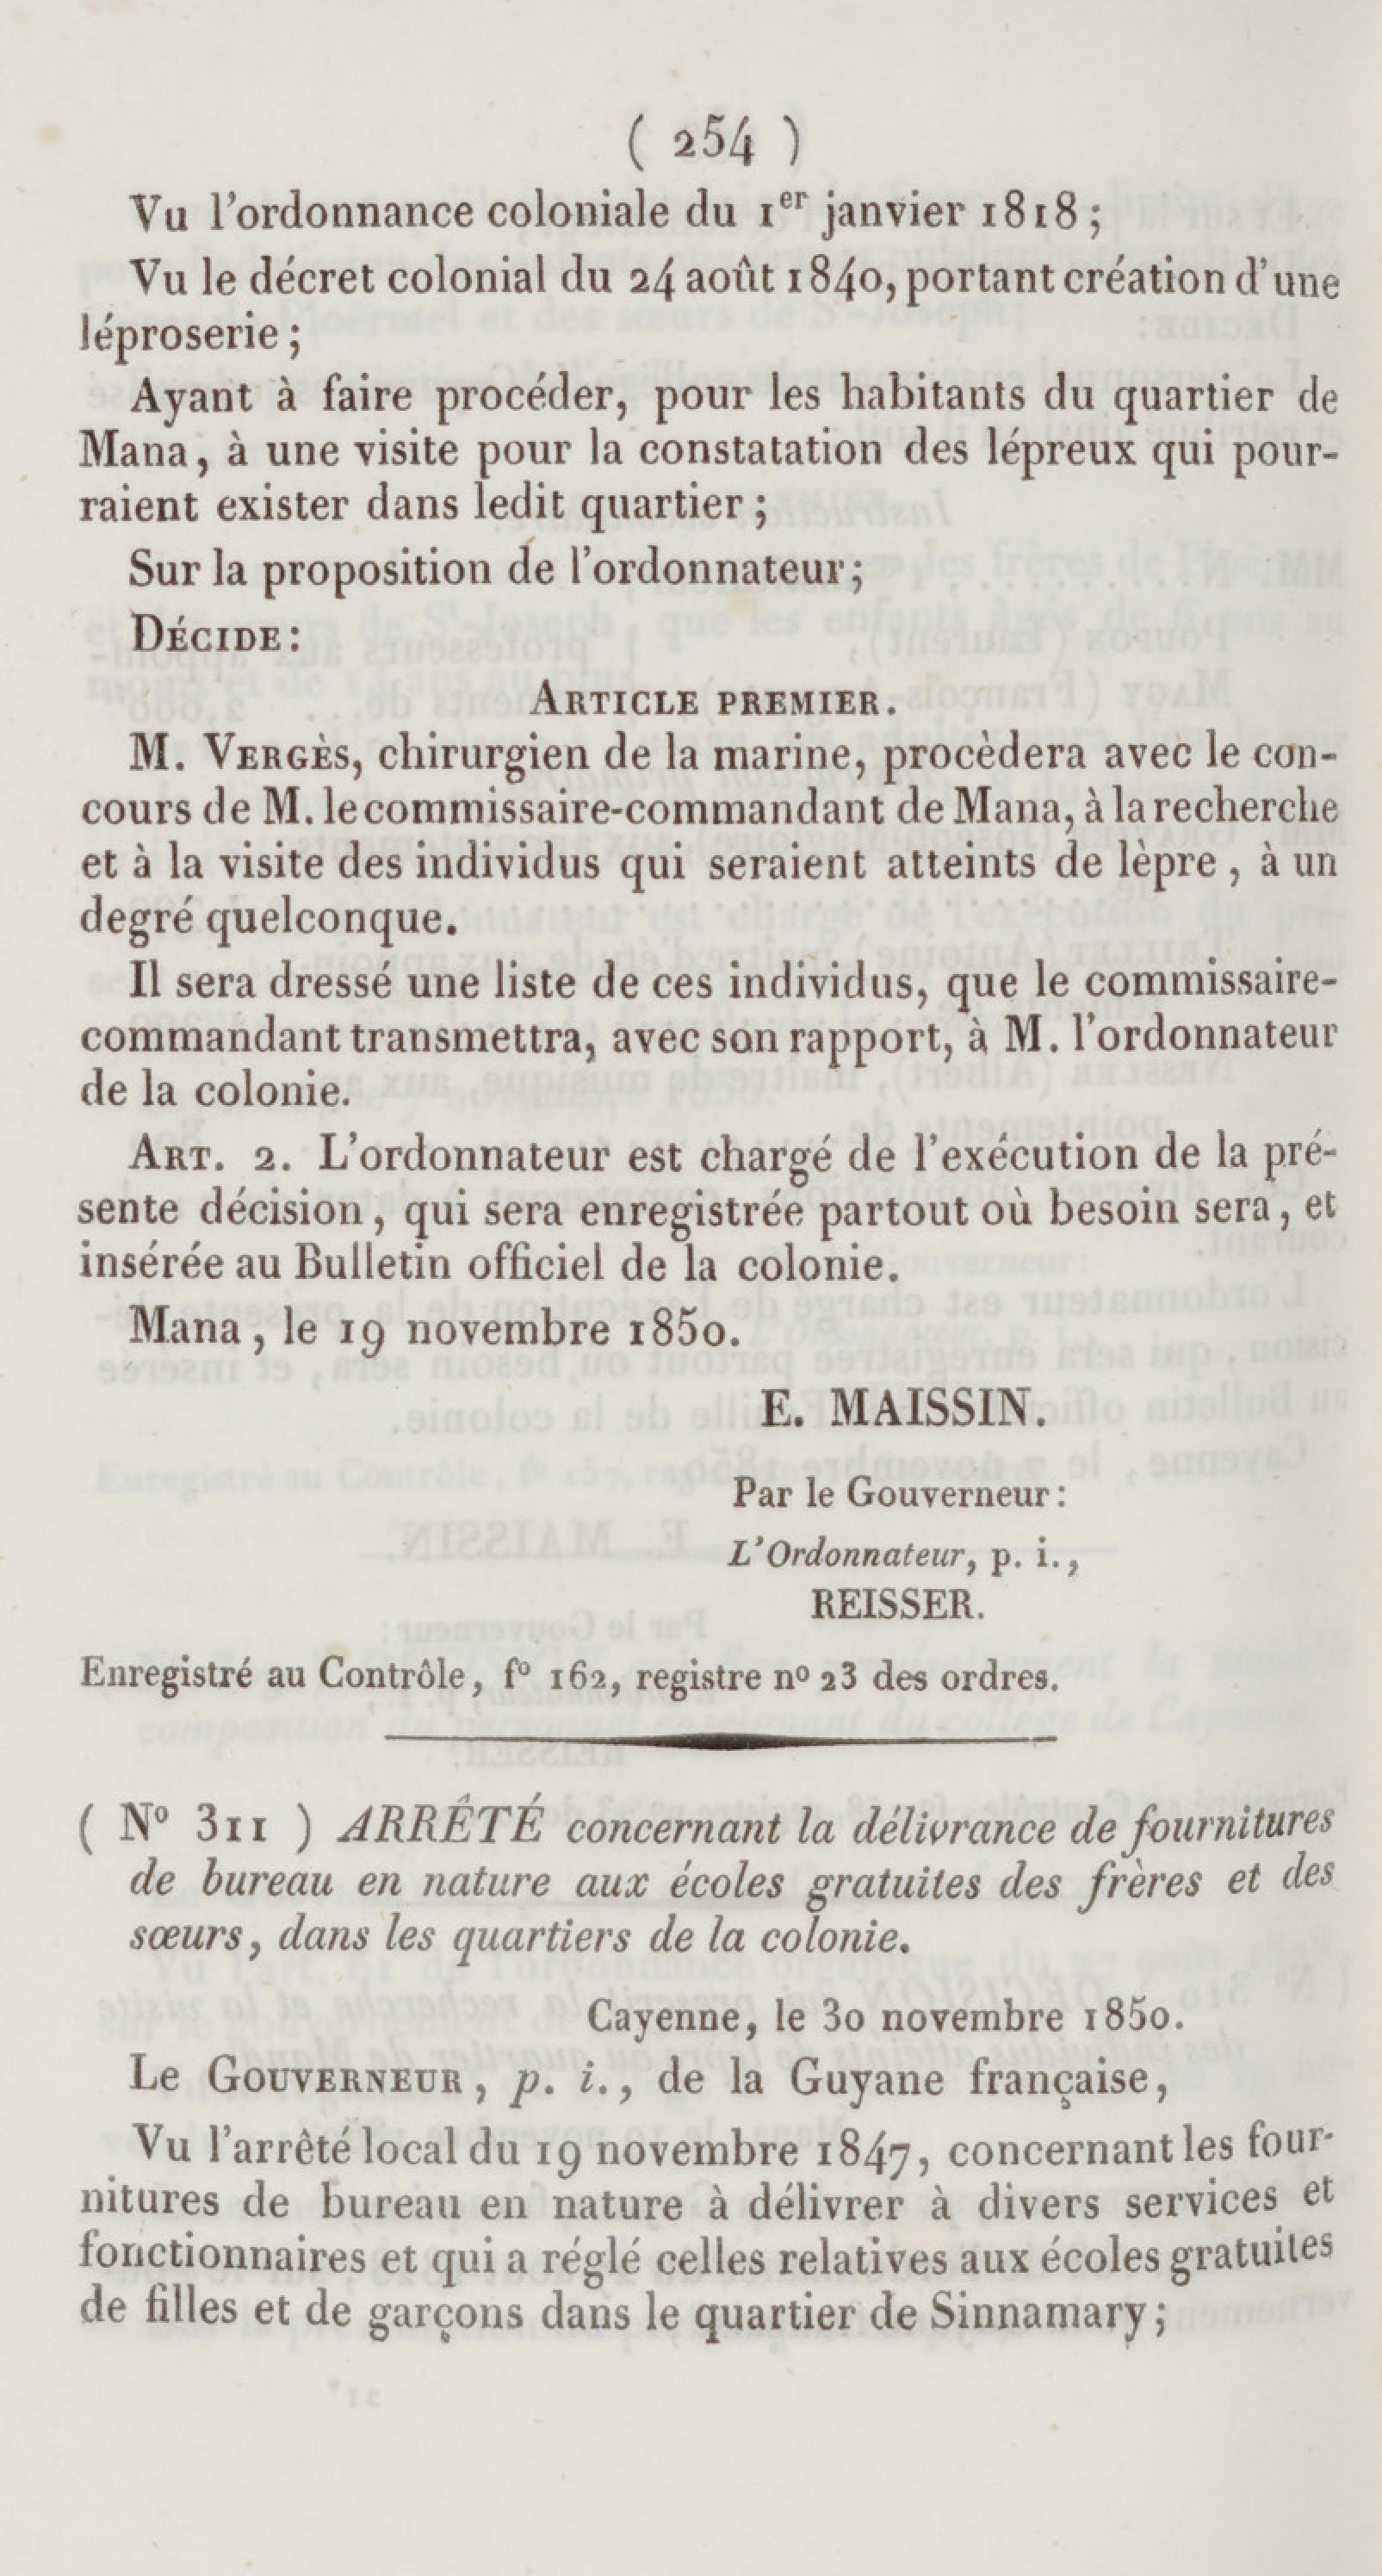 ( 254 )
Vu l'ordonnance coloniale du 1er janvier 1818;
Vu le décret colonial du 24 août 1840, portant création d'une
léproserie;
Ayant à faire procéder, pour les habitants du quartier de
Mana, à une visite pour la constatation des lépreux qui pour-
raient exister dans ledit quartier;
Sur la proposition de l'ordonnateur;
DÉCIDE:
ARTICLE PREMIER.
M. VERGÈS, chirurgien de la marine, procèdera avec le con-
cours de M. le commissaire-commandant de Mana, à la recherche
et à la visite des individus qui seraient atteints de lèpre, à un
degré quelconque.
Il sera dressé une liste de ces individus, que le commissaire-
commandant transmettra, avec son rapport, à M. l'ordonnateur
de la colonie.
ART. 2. L'ordonnateur est chargé de l'exécution de la pré-
sente décision, qui sera enregistrée partout où besoin sera, et
insérée au Bulletin officiel de la colonie.
Mana, le 19 novembre 1850.
E. MAISSIN.
Par le Gouverneur:
L'Ordonnateur, p. i.,
REISSER.
Enregistré au Contrôle, fº 162, registre nº 23 des ordres.
( Nº 311 ) ARRÊTÉ concernant la délivrance de fournitures
de bureau en nature aux écoles gratuites des frères et des
sœurs, dans les quartiers de la colonie.
Cayenne, le 30 novembre 1850.
LE GOUVERNEUR, p. i., de la Guyane française,
Vu l'arrêté local du 19 novembre 1847, concernant les four-
nitures de bureau en nature à délivrer à divers services et
fonctionnaires et qui a réglé celles relatives aux écoles gratuites
de filles et de garçons dans le quartier de Sinnamary;